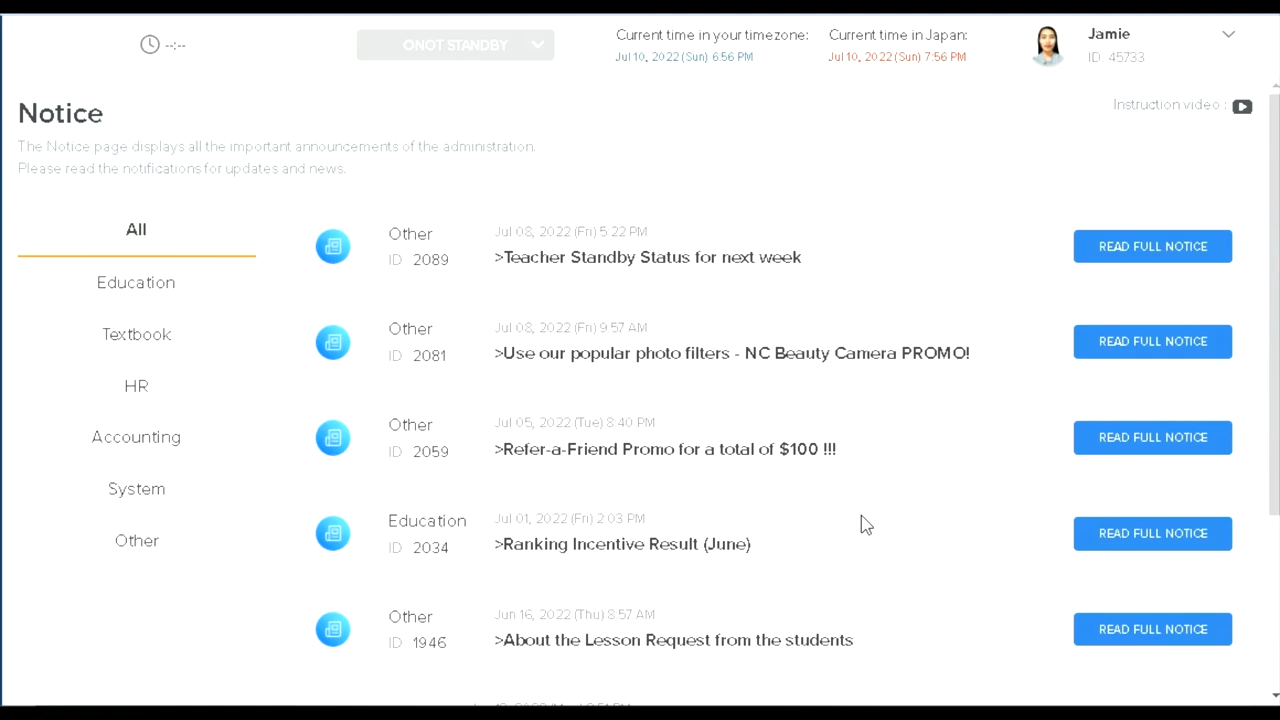 --:--
ONOT STANDBY
Current time in your timezone:
Jul 10, 2022 (Sun) 6:56 PM
Current time in Japan:
Jul 10, 2022 (Sun) 7:56 PM
Jamie
ID: 45733
Notice
Instruction video :
The Notice page displays all the important announcements of the administration.
Please read the notifications for updates and news.
All
Education
Textbook
HR
Accounting
System
Other
Other
ID 2089
Jul 08, 2022 (Fri) 5:22 PM
>Teacher Standby Status for next week
READ FULL NOTICE
Other
ID 2081
Jul 08, 2022 (Fri) 9:57 AM
>Use our popular photo filters - NC Beauty Camera PROMO!
READ FULL NOTICE
Other
ID 2059
Jul 05, 2022 (Tue) 8:40 PM
>Refer-a-Friend Promo for a total of $100 !!!
READ FULL NOTICE
Education
ID 2034
Jul 01, 2022 (Fri) 2:03 PM
>Ranking Incentive Result (June)
READ FULL NOTICE
Other
ID 1946
Jun 16, 2022 (Thu) 8:57 AM
>About the Lesson Request from the students
READ FULL NOTICE